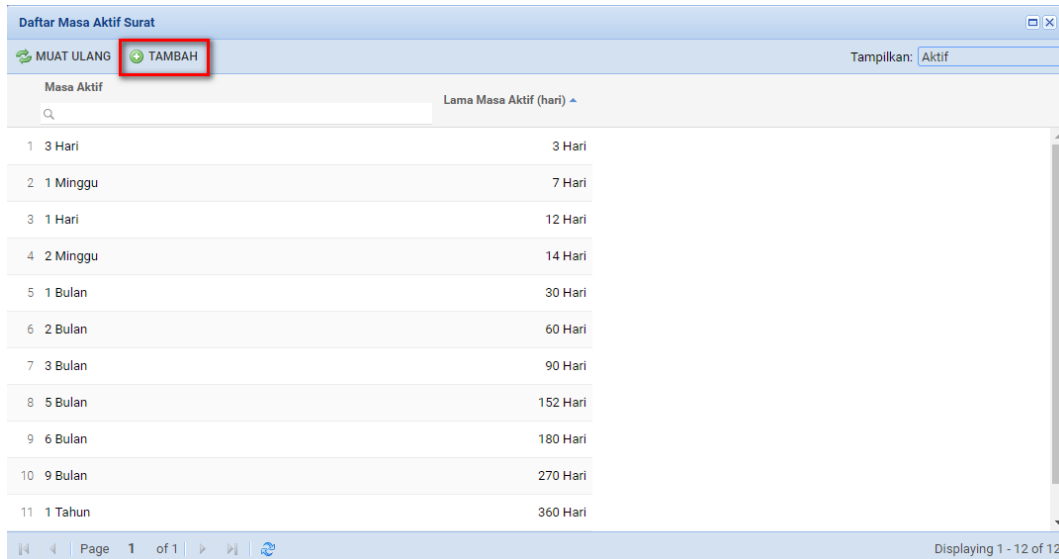 Daftar Masa Aktif Surat
MUAT ULANG TAMBAH Tampilkan: Aktif
Masa Aktif
Lama Masa Aktif (hari)
1 3 Hari 3 Hari
2 1 Minggu 7 Hari
3 1 Hari 12 Hari
4 2 Minggu 14 Hari
5 1 Bulan 30 Hari
6 2 Bulan 60 Hari
7 3 Bulan 90 Hari
8 5 Bulan 152 Hari
9 6 Bulan 180 Hari
10 9 Bulan 270 Hari
11 1 Tahun 360 Hari
Page 1 of 1 Displaying 1 - 12 of 12